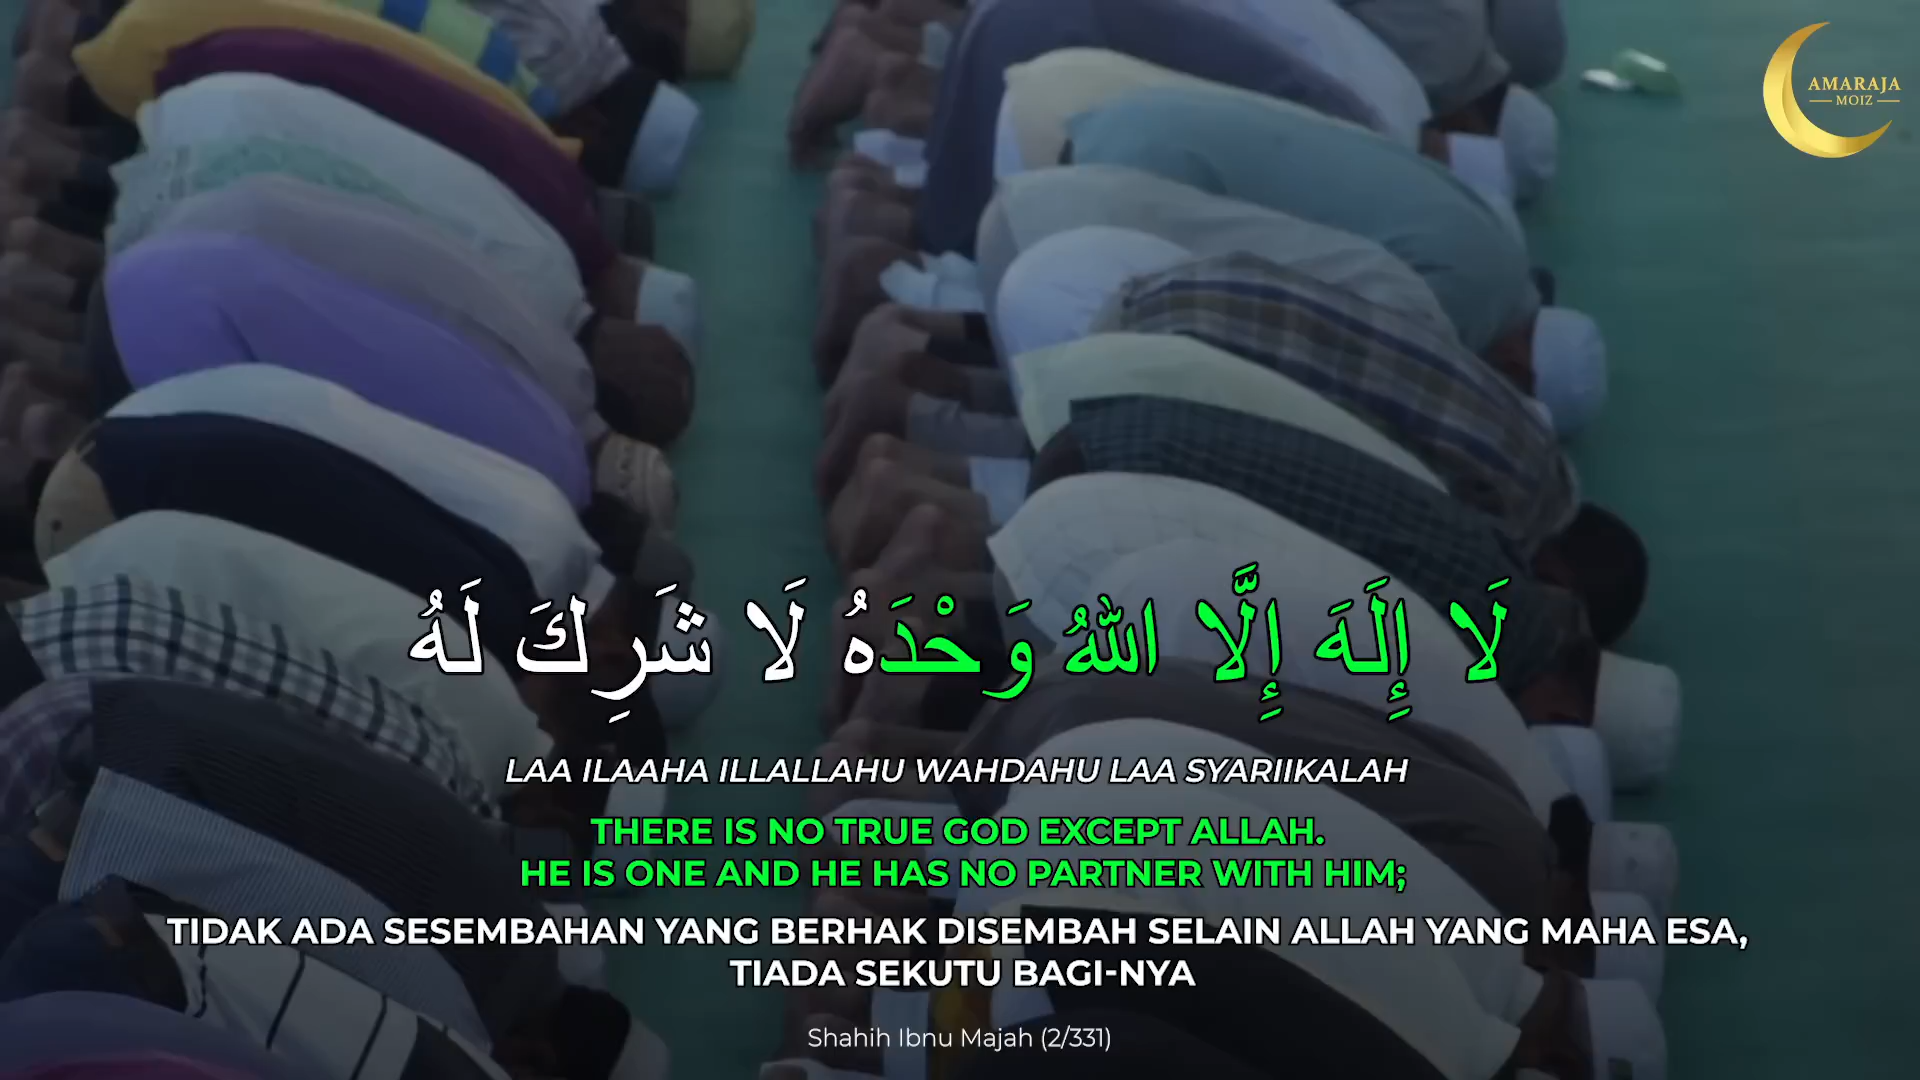 AMARAJA
MOIZ
لَا إِلَهَ إِلَّا اللهُ وَحْدَهُ لَا شَرِكَ لَهُ
LAA ILAAHA ILLALLAHU WAHDAHU LAA SYARIIKALAH
THERE IS NO TRUE GOD EXCEPT ALLAH.
HE IS ONE AND HE HAS NO PARTNER WITH HIM;
TIDAK ADA SESEMBAHAN YANG BERHAK DISEMBAH SELAIN ALLAH YANG MAHA ESA,
TIADA SEKUTU BAGI-NYA
Shahih Ibnu Majah (2/331)